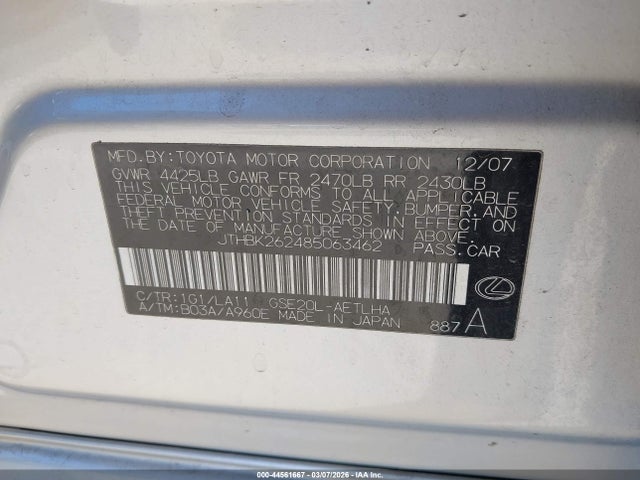 MFD.BY:TOYOTA MOTOR CORPORATION 12/07
GVWR 4425LB GAWR FR 2470LB RR 2430LB
THIS VEHICLE CONFORMS TO ALL APPLICABLE
FEDERAL MOTOR VEHICLE SAFETY,BUMPER,AND
THEFT PREVENTION STANDARDS IN EFFECT ON
THE DATE OF MANUFACTURE SHOWN ABOVE.
JTHBK262485063462 PASS.CAR
C/TR:1G1/LA11 GSE20L-AETLHA
A/TM:B03A/A960E MADE IN JAPAN 887A
© - 44561667 - 03/07/2026 - IAA Inc.